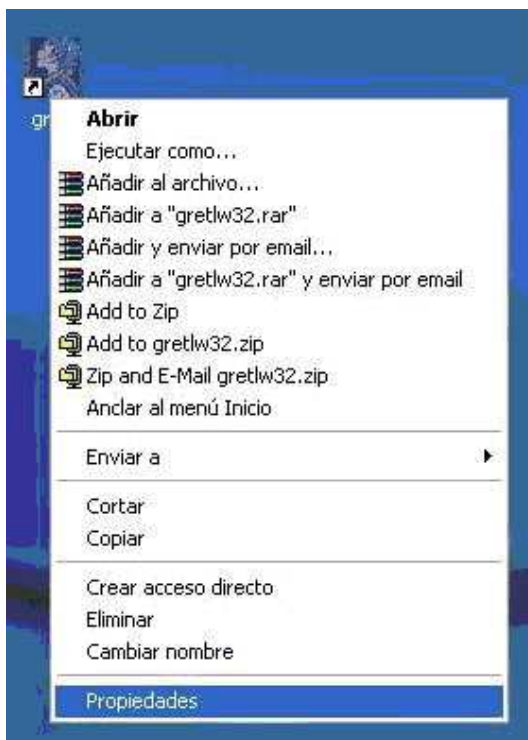 gr
Abrir
Ejecutar como...
Añadir al archivo...
Añadir a "gretlw32.rar"
Añadir y enviar por email...
Añadir a "gretlw32.rar" y enviar por email
Add to Zip
Add to gretlw32.zip
Zip and E-Mail gretlw32.zip
Anclar al menú Inicio
Enviar a
Cortar
Copiar
Crear acceso directo
Eliminar
Cambiar nombre
Propiedades